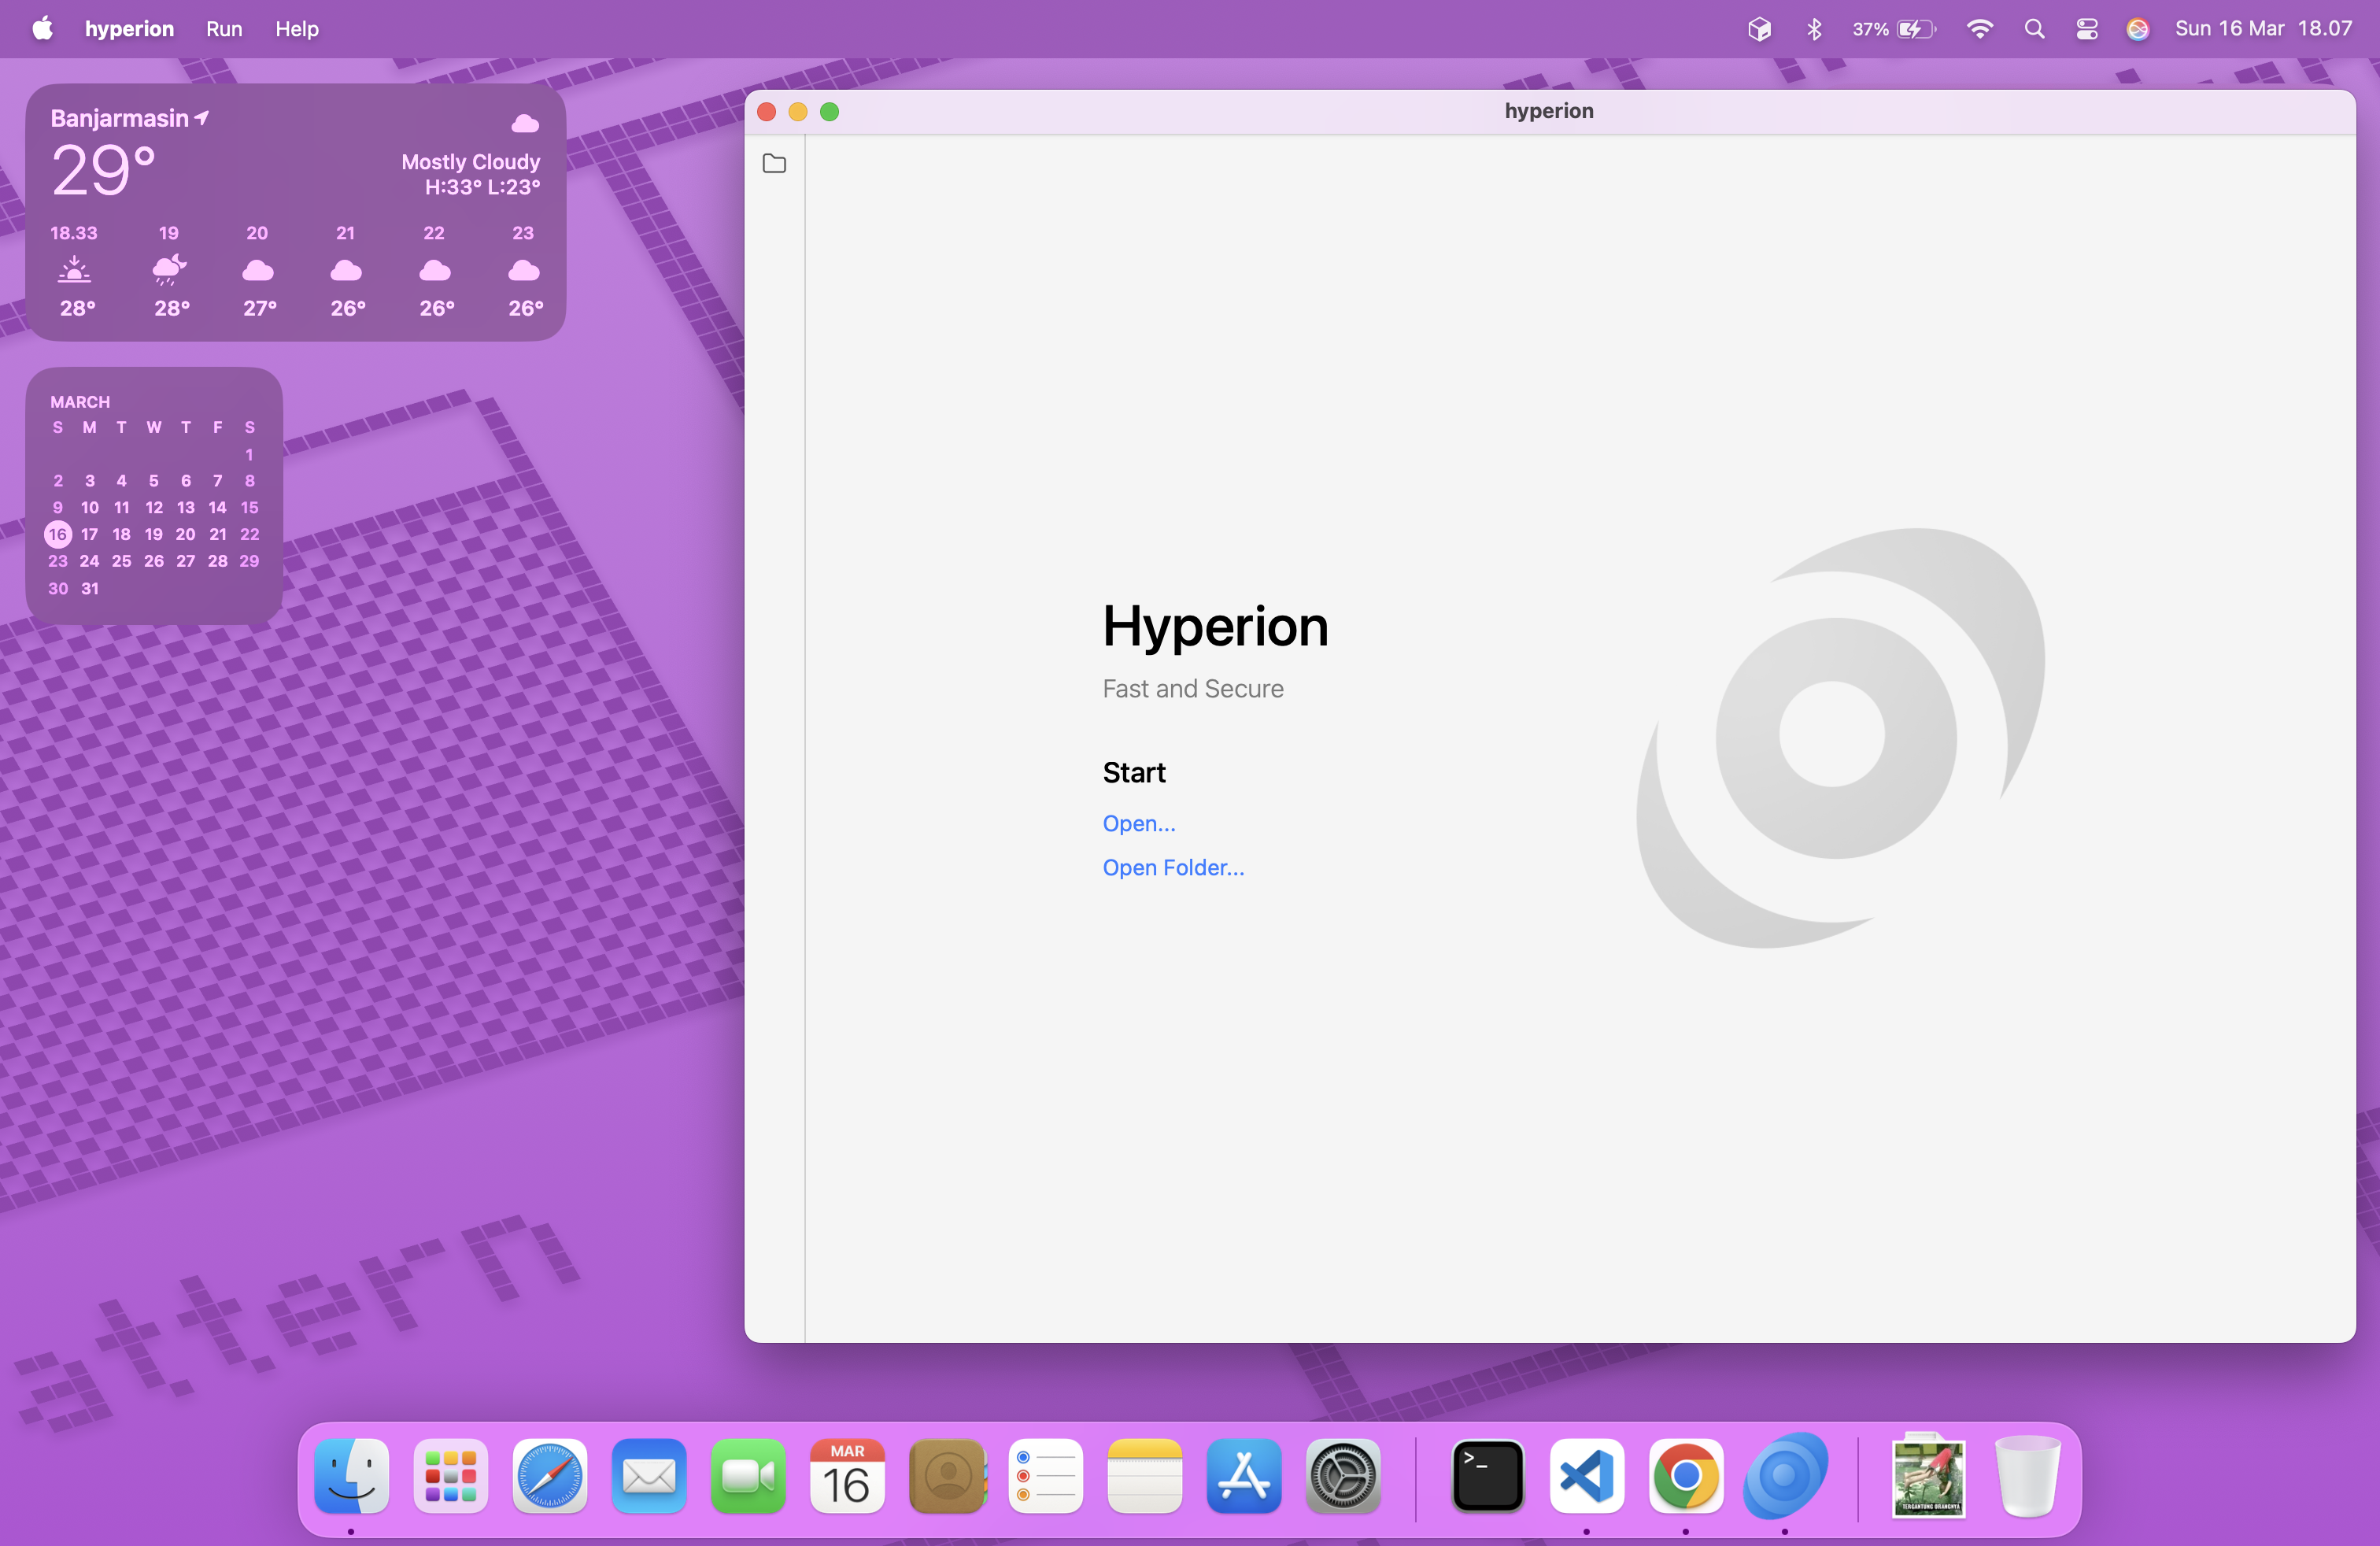 hyperion Run Help 37% Sun 16 Mar 18.07
Banjarmasin
29°
Mostly Cloudy
H:33° L:23°
18.33 19 20 21 22 23
28° 28° 27° 26° 26° 26°
MARCH
S M T W T F S
1
2 3 4 5 6 7 8
9 10 11 12 13 14 15
16 17 18 19 20 21 22
23 24 25 26 27 28 29
30 31
hyperion
Hyperion
Fast and Secure
Start
Open...
Open Folder...
attern
MAR
16
>_
TERGANTUNG ORANGNYA